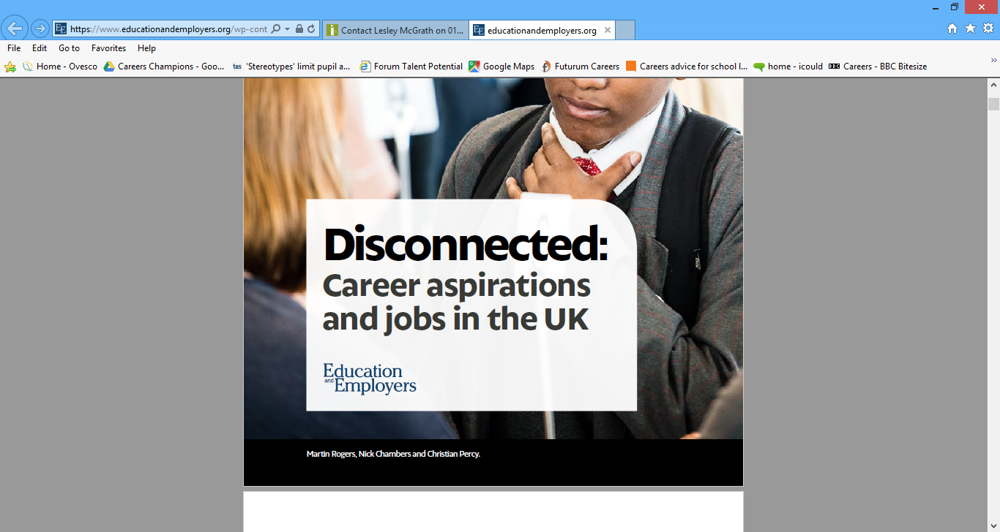 https://www.educationandemployers.org/wp-cont
Contact Lesley McGrath on 01...
educationandemployers.org
File Edit Go to Favorites Help
Home - Ovesco Careers Champions - Goo... tes 'Stereotypes' limit pupil a... Forum Talent Potential Google Maps Futurum Careers Careers advice for school l... home - icould BBC Careers - BBC Bitesize
Disconnected:
Career aspirations
and jobs in the UK
Education
and Employers
Martin Rogers, Nick Chambers and Christian Percy.